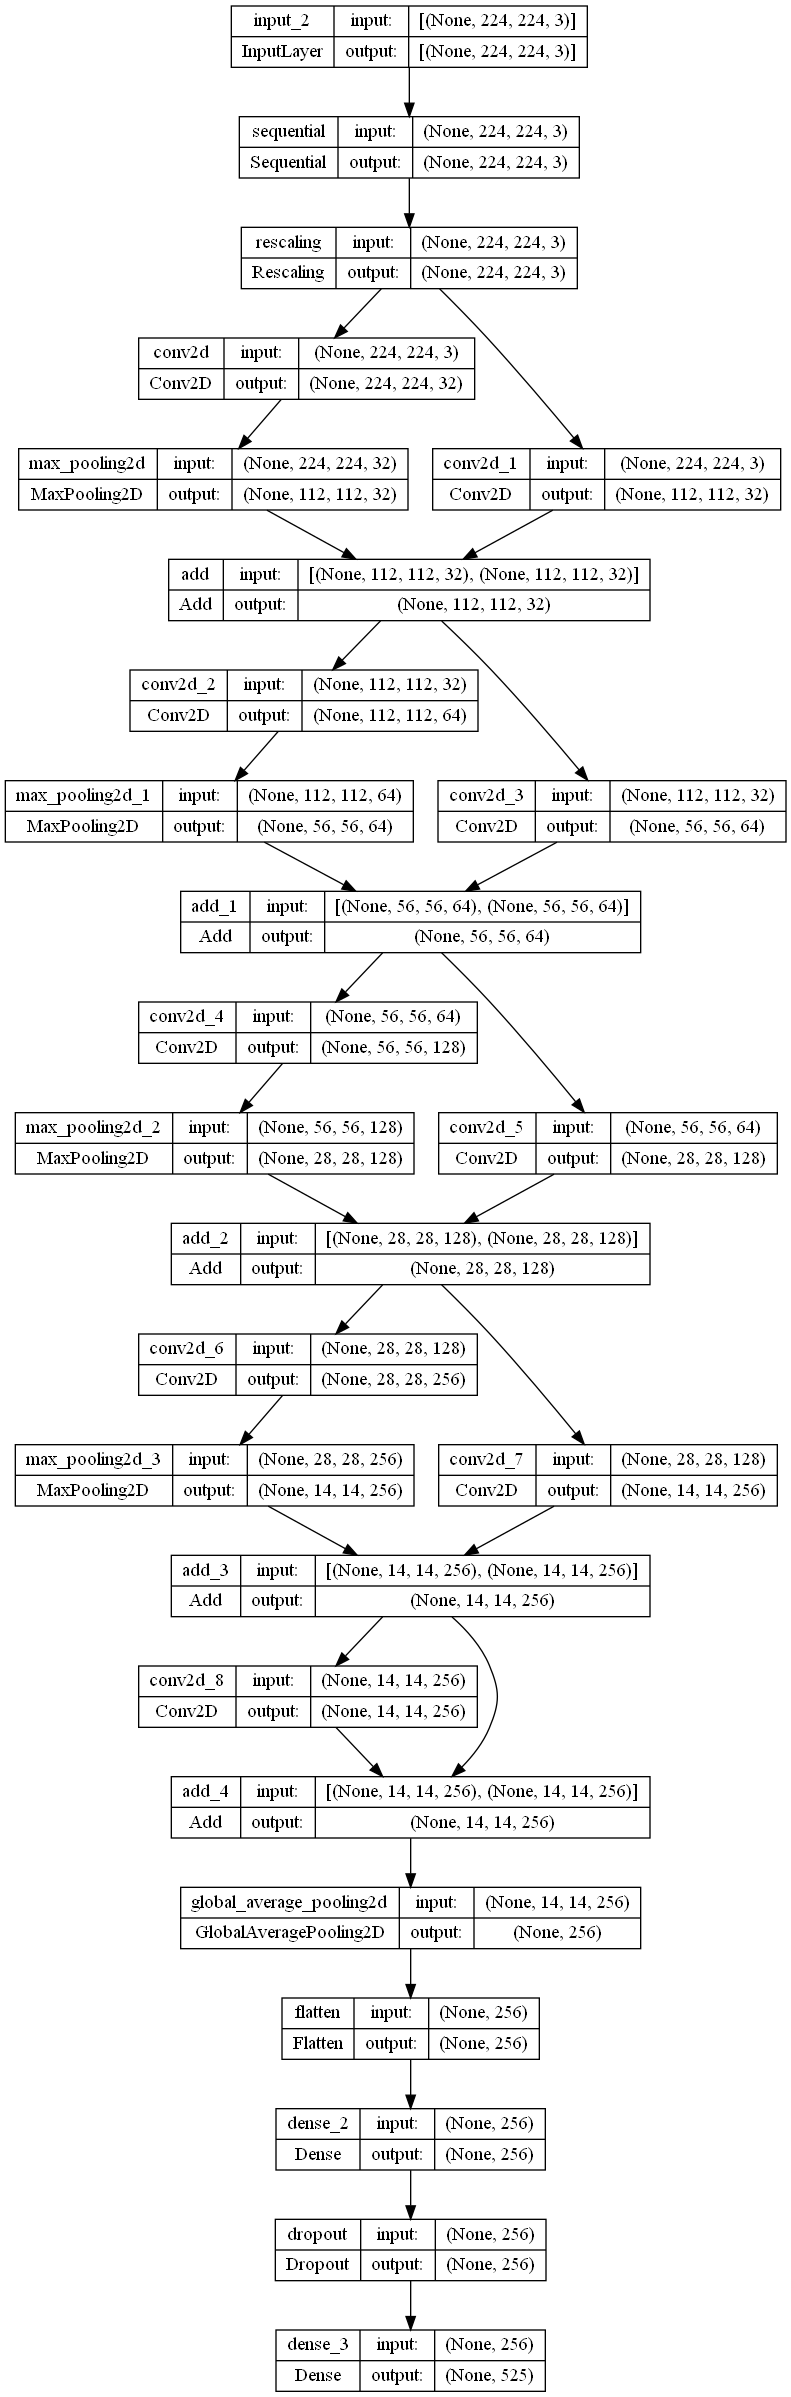 input_2 input: [(None, 224, 224, 3)]
InputLayer output: [(None, 224, 224, 3)]
sequential input: (None, 224, 224, 3)
Sequential output: (None, 224, 224, 3)
rescaling input: (None, 224, 224, 3)
Rescaling output: (None, 224, 224, 3)
conv2d input: (None, 224, 224, 3)
Conv2D output: (None, 224, 224, 32)
max_pooling2d input: (None, 224, 224, 32)
MaxPooling2D output: (None, 112, 112, 32)
conv2d_1 input: (None, 224, 224, 3)
Conv2D output: (None, 112, 112, 32)
add input: [(None, 112, 112, 32), (None, 112, 112, 32)]
Add output: (None, 112, 112, 32)
conv2d_2 input: (None, 112, 112, 32)
Conv2D output: (None, 112, 112, 64)
max_pooling2d_1 input: (None, 112, 112, 64)
MaxPooling2D output: (None, 56, 56, 64)
conv2d_3 input: (None, 112, 112, 32)
Conv2D output: (None, 56, 56, 64)
add_1 input: [(None, 56, 56, 64), (None, 56, 56, 64)]
Add output: (None, 56, 56, 64)
conv2d_4 input: (None, 56, 56, 64)
Conv2D output: (None, 56, 56, 128)
max_pooling2d_2 input: (None, 56, 56, 128)
MaxPooling2D output: (None, 28, 28, 128)
conv2d_5 input: (None, 56, 56, 64)
Conv2D output: (None, 28, 28, 128)
add_2 input: [(None, 28, 28, 128), (None, 28, 28, 128)]
Add output: (None, 28, 28, 128)
conv2d_6 input: (None, 28, 28, 128)
Conv2D output: (None, 28, 28, 256)
max_pooling2d_3 input: (None, 28, 28, 256)
MaxPooling2D output: (None, 14, 14, 256)
conv2d_7 input: (None, 28, 28, 128)
Conv2D output: (None, 14, 14, 256)
add_3 input: [(None, 14, 14, 256), (None, 14, 14, 256)]
Add output: (None, 14, 14, 256)
conv2d_8 input: (None, 14, 14, 256)
Conv2D output: (None, 14, 14, 256)
add_4 input: [(None, 14, 14, 256), (None, 14, 14, 256)]
Add output: (None, 14, 14, 256)
global_average_pooling2d input: (None, 14, 14, 256)
GlobalAveragePooling2D output: (None, 256)
flatten input: (None, 256)
Flatten output: (None, 256)
dense_2 input: (None, 256)
Dense output: (None, 256)
dropout input: (None, 256)
Dropout output: (None, 256)
dense_3 input: (None, 256)
Dense output: (None, 525)